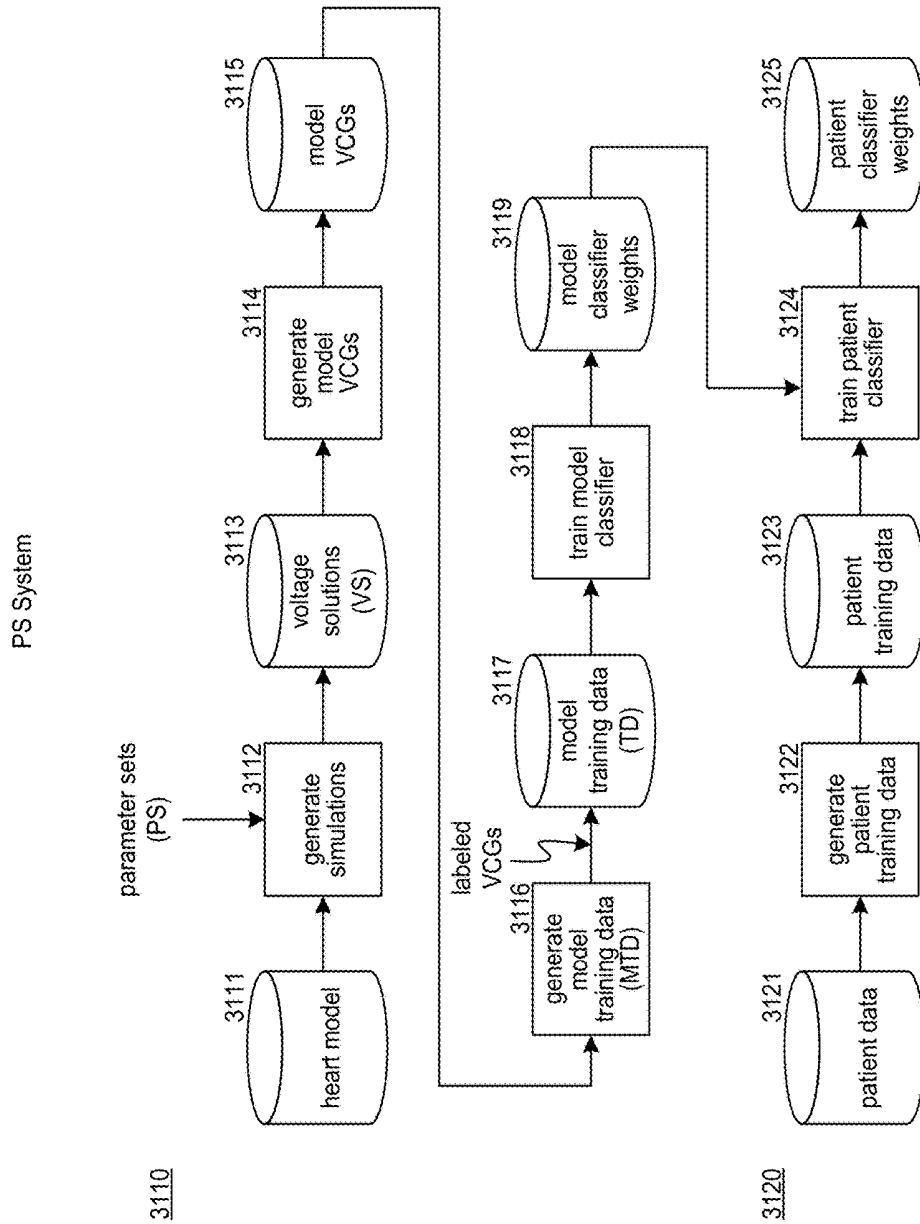 PS System
3110
parameter sets
(PS)
3111
heart model
3112
generate
simulations
3113
voltage
solutions
(VS)
3114
generate
model
VCGs
3115
model
VCGs
3116
generate
model
training data
(MTD)
labeled
VCGs
3117
model
training data
(TD)
3118
train model
classifier
3119
model
classifier
weights
3120
3121
patient data
3122
generate
patient
training data
3123
patient
training data
3124
train patient
classifier
3125
patient
classifier
weights